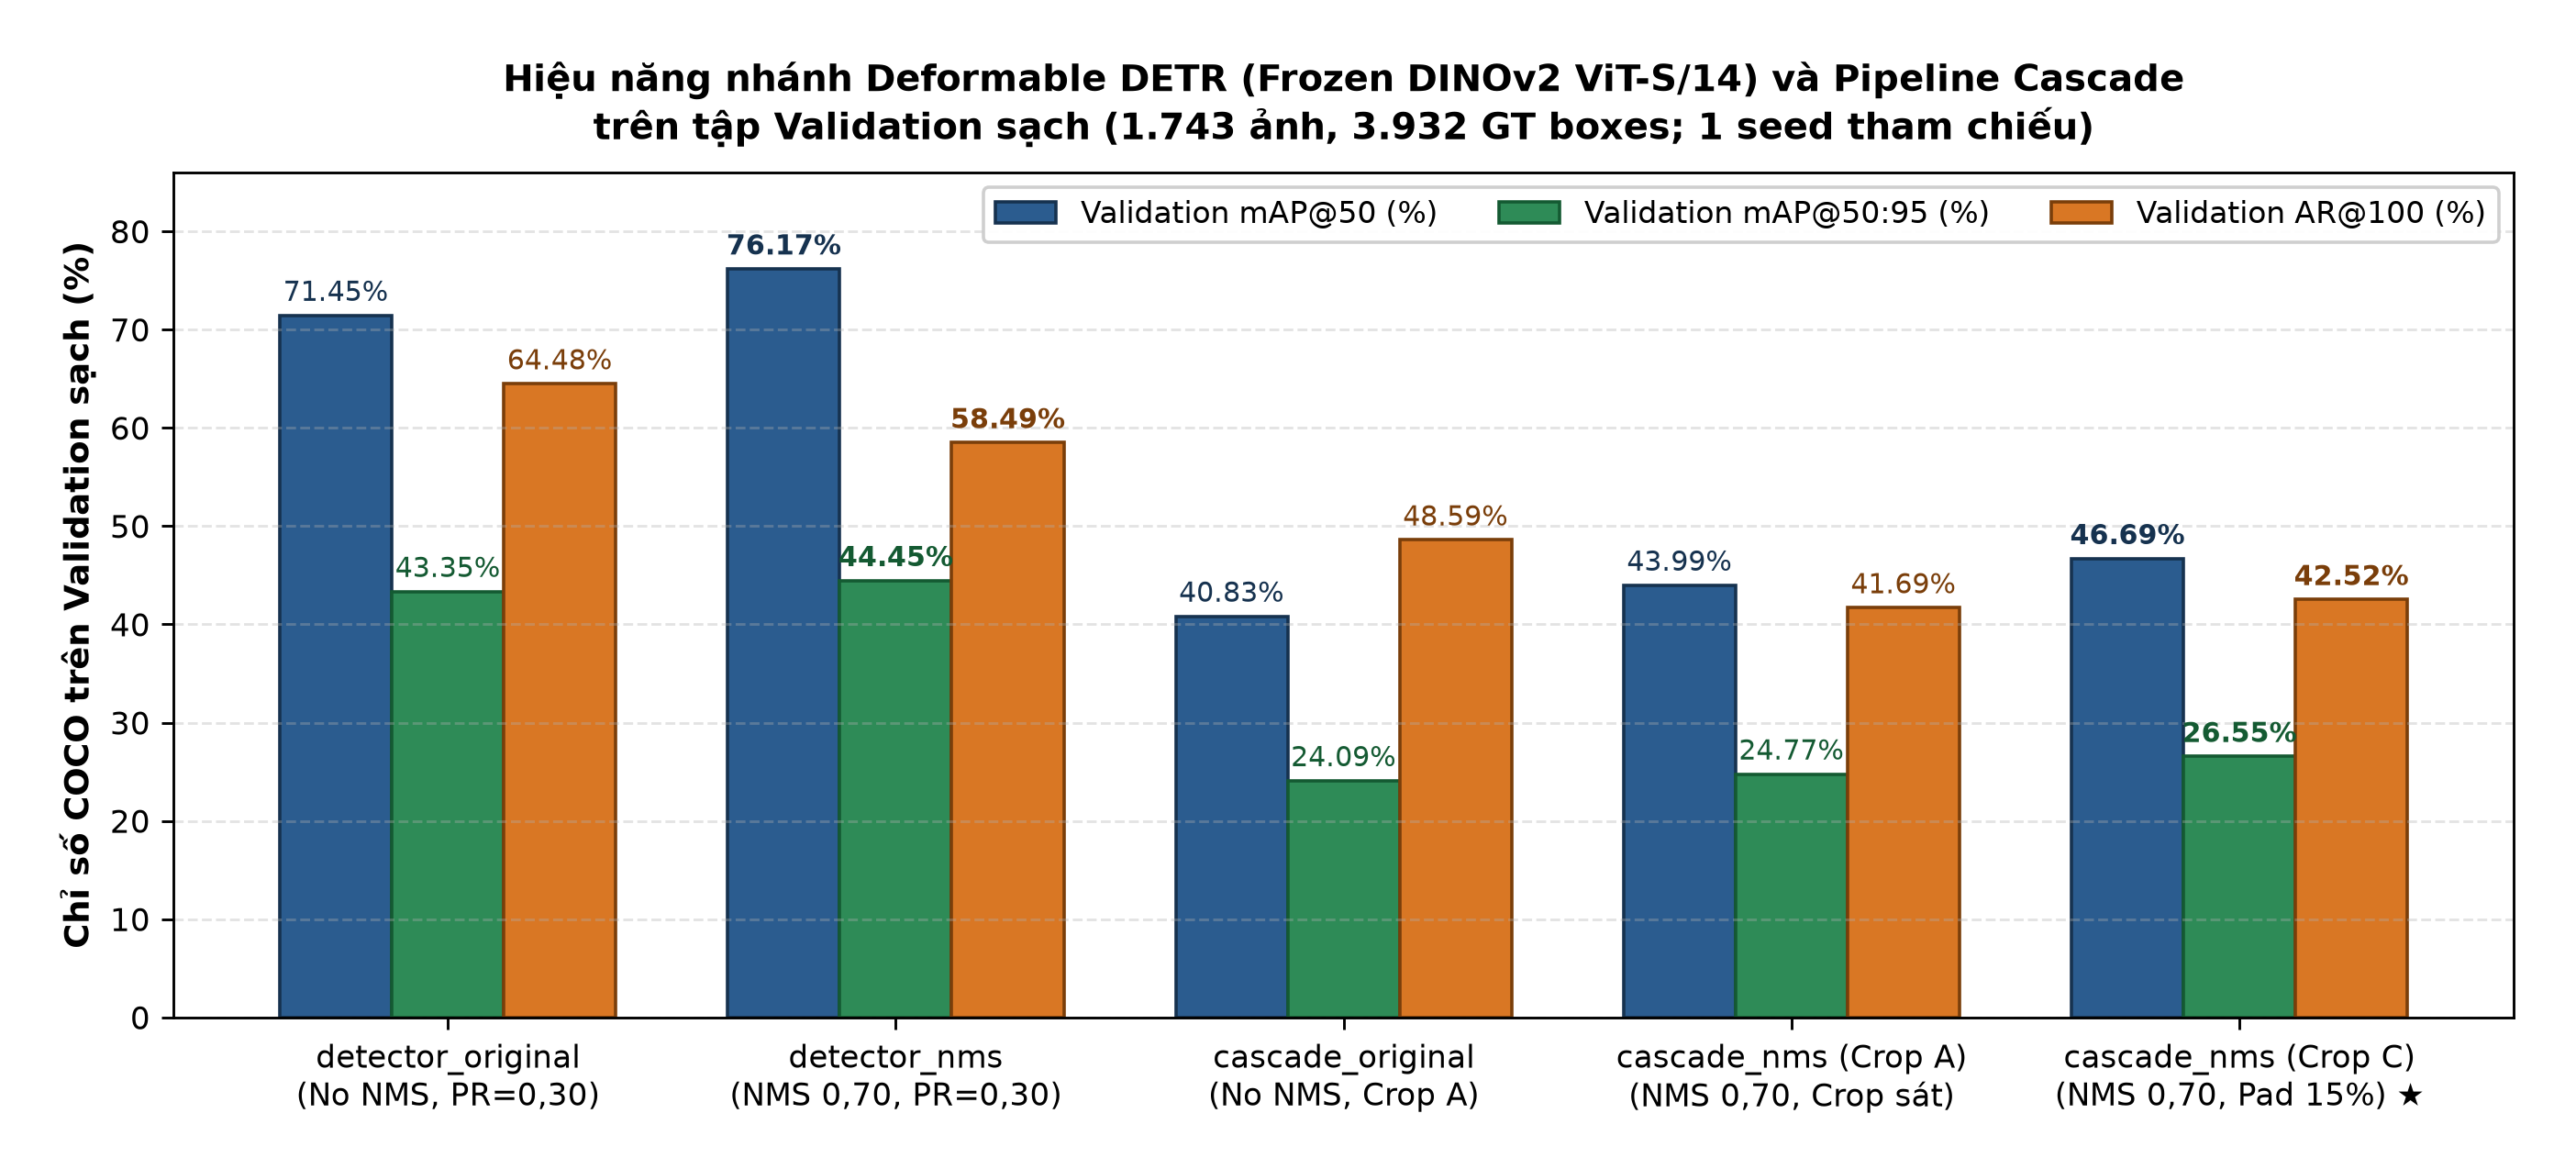 Hiệu năng nhánh Deformable DETR (Frozen DINOv2 ViT-S/14) và Pipeline Cascade
trên tập Validation sạch (1.743 ảnh, 3.932 GT boxes; 1 seed tham chiếu)
Validation mAP@50 (%)
Validation mAP@50:95 (%)
Validation AR@100 (%)
Chỉ số COCO trên Validation sạch (%)
80
70
60
50
40
30
20
10
0
71.45%
43.35%
64.48%
76.17%
44.45%
58.49%
40.83%
24.09%
48.59%
43.99%
24.77%
41.69%
46.69%
26.55%
42.52%
detector_original
(No NMS, PR=0,30)
detector_nms
(NMS 0,70, PR=0,30)
cascade_original
(No NMS, Crop A)
cascade_nms (Crop A)
(NMS 0,70, Crop sát)
cascade_nms (Crop C)
(NMS 0,70, Pad 15%) ★